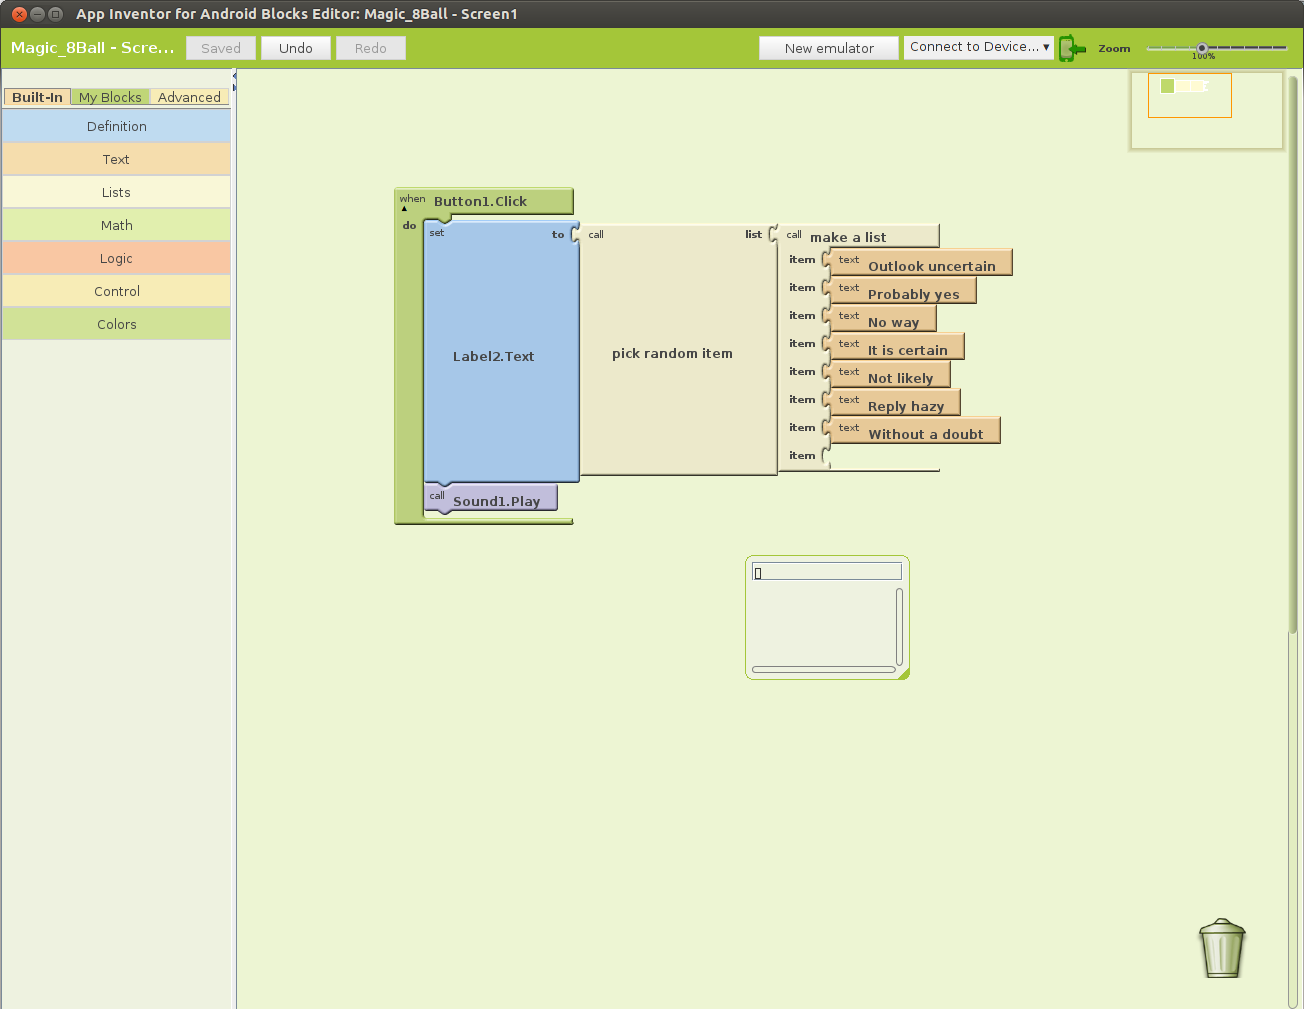 App Inventor for Android Blocks Editor: Magic_8Ball - Screen1
Magic_8Ball - Scre... Saved Undo Redo New emulator Connect to Device... Zoom
100%
Built-In My Blocks Advanced
Definition
Text
Lists
Math
Logic
Control
Colors
when Button1.Click
do set to call list call make a list
Label2.Text
pick random item
item text Outlook uncertain
item text Probably yes
item text No way
item text It is certain
item text Not likely
item text Reply hazy
item text Without a doubt
item
call Sound1.Play